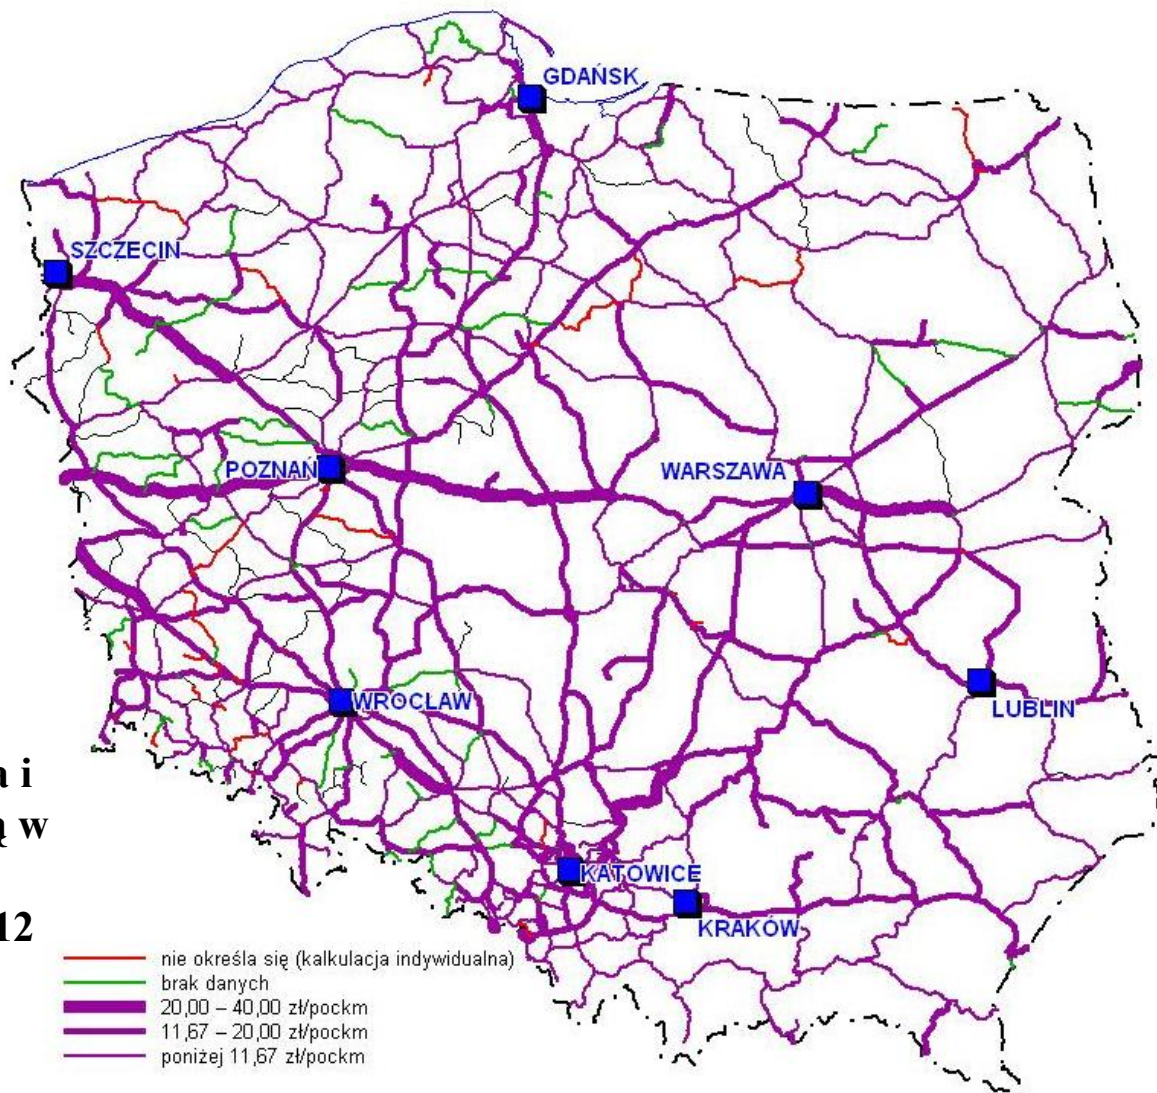 GDAŃSK
SZCZECIN
POZNAŃ
WARSZAWA
WROCŁAW
LUBLIN
KATOWICE
KRAKÓW
i
w
12
nie określa się (kalkulacja indywidualna)
brak danych
20,00 – 40,00 zł/pockm
11,67 – 20,00 zł/pockm
poniżej 11,67 zł/pockm